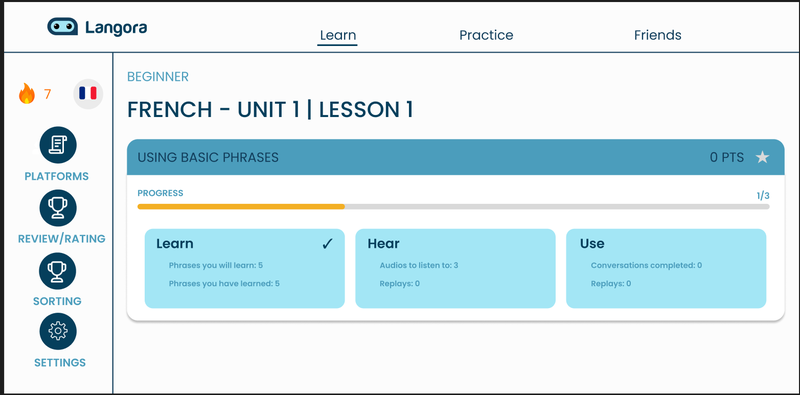 Langora
Learn Practice Friends
7
PLATFORMS
REVIEW/RATING
SORTING
SETTINGS
BEGINNER
FRENCH - UNIT 1 | LESSON 1
USING BASIC PHRASES 0 PTS
PROGRESS 1/3
Learn ✓
Phrases you will learn: 5
Phrases you have learned: 5
Hear
Audios to listen to: 3
Replays: 0
Use
Conversations completed: 0
Replays: 0